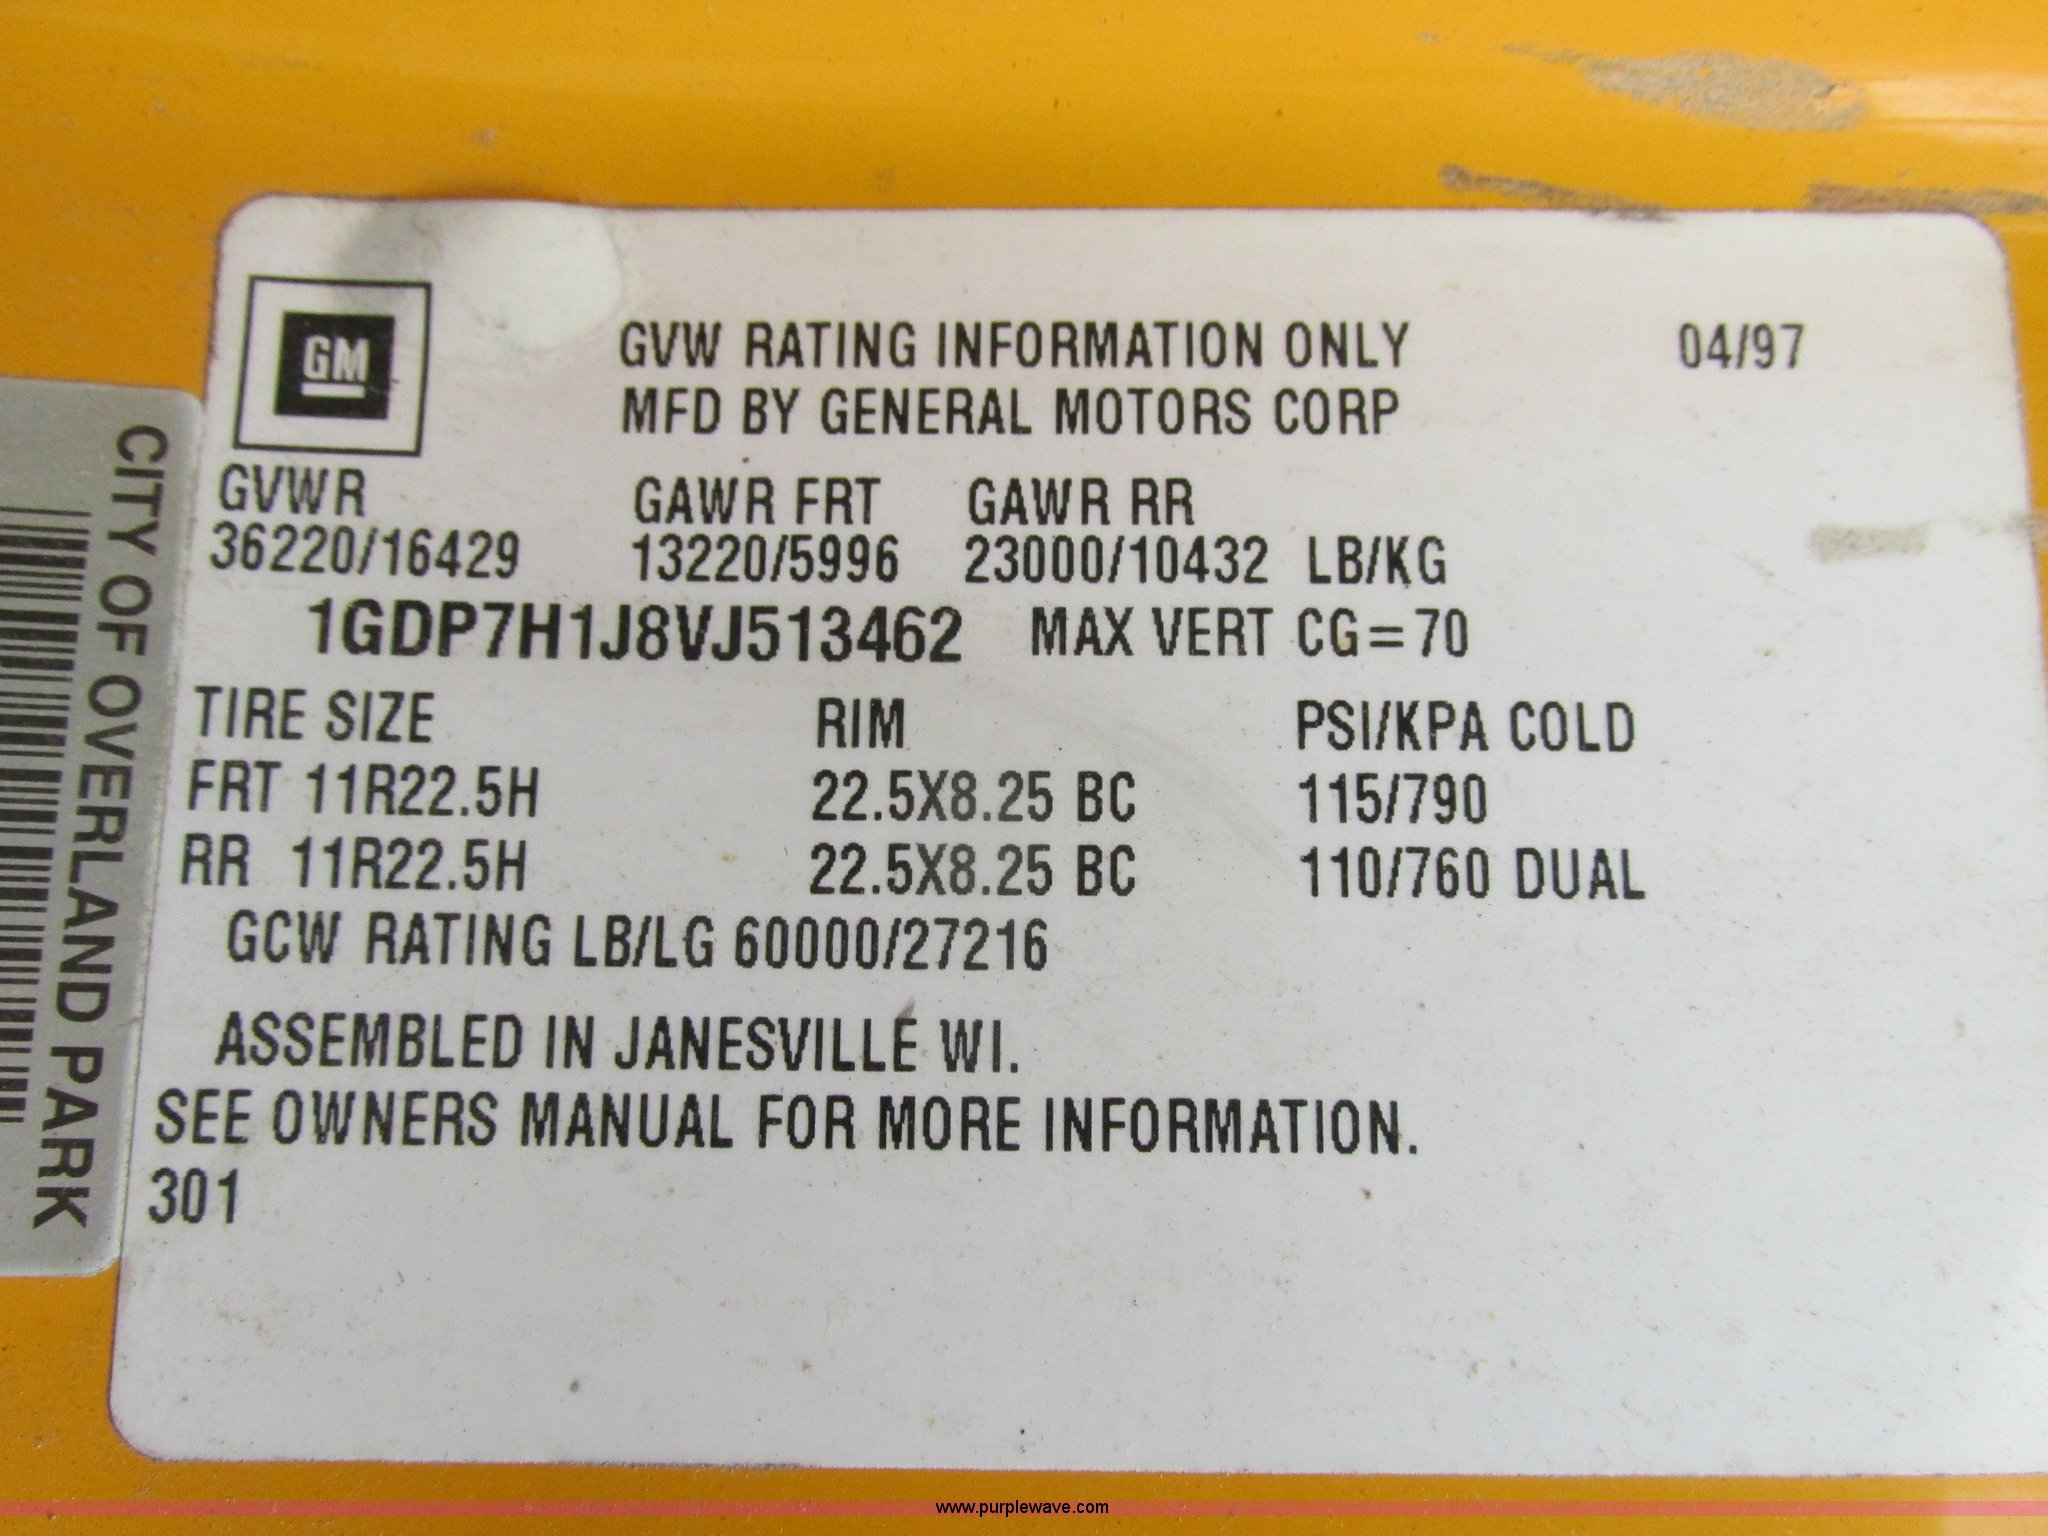 GM
GVW RATING INFORMATION ONLY 04/97
MFD BY GENERAL MOTORS CORP
GVWR GAWR FRT GAWR RR
36220/16429 13220/5996 23000/10432 LB/KG
1GDP7H1J8VJ513462 MAX VERT CG=70
TIRE SIZE RIM PSI/KPA COLD
FRT 11R22.5H 22.5X8.25 BC 115/790
RR 11R22.5H 22.5X8.25 BC 110/760 DUAL
GCW RATING LB/LG 60000/27216
ASSEMBLED IN JANESVILLE WI.
SEE OWNERS MANUAL FOR MORE INFORMATION.
301
CITY OF OVERLAND PARK
www.purplewave.com